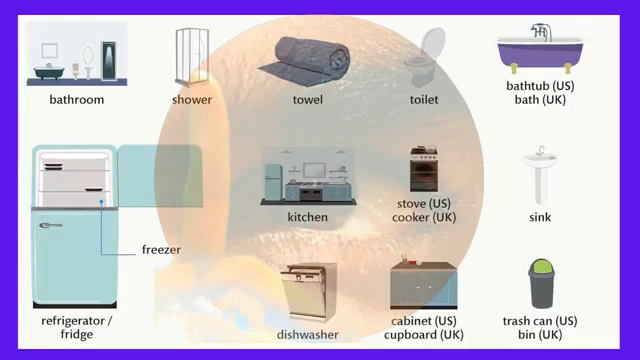 bathroom
shower
towel
toilet
bathtub (US)
bath (UK)
freezer
refrigerator /
fridge
kitchen
stove (US)
cooker (UK)
sink
dishwasher
cabinet (US)
cupboard (UK)
trash can (US)
bin (UK)